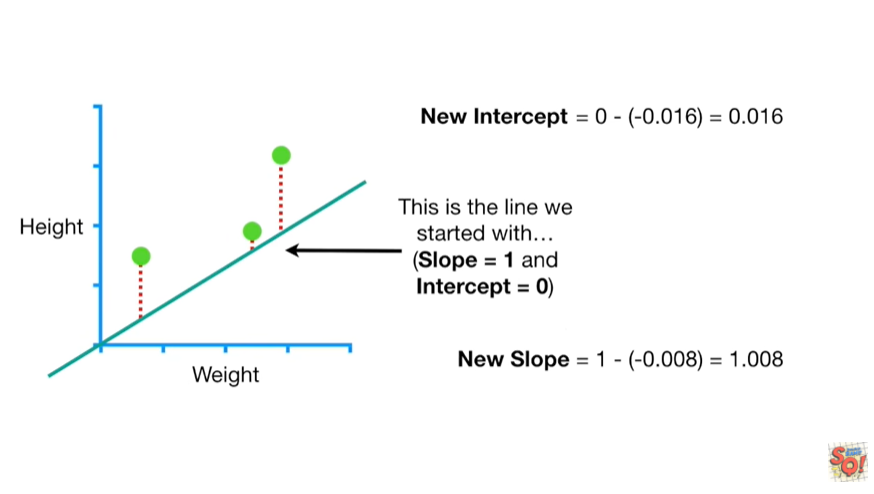 New Intercept = 0 - (-0.016) = 0.016
Height
This is the line we
started with...
(Slope = 1 and
Intercept = 0)
Weight
New Slope = 1 - (-0.008) = 1.008
SQ!